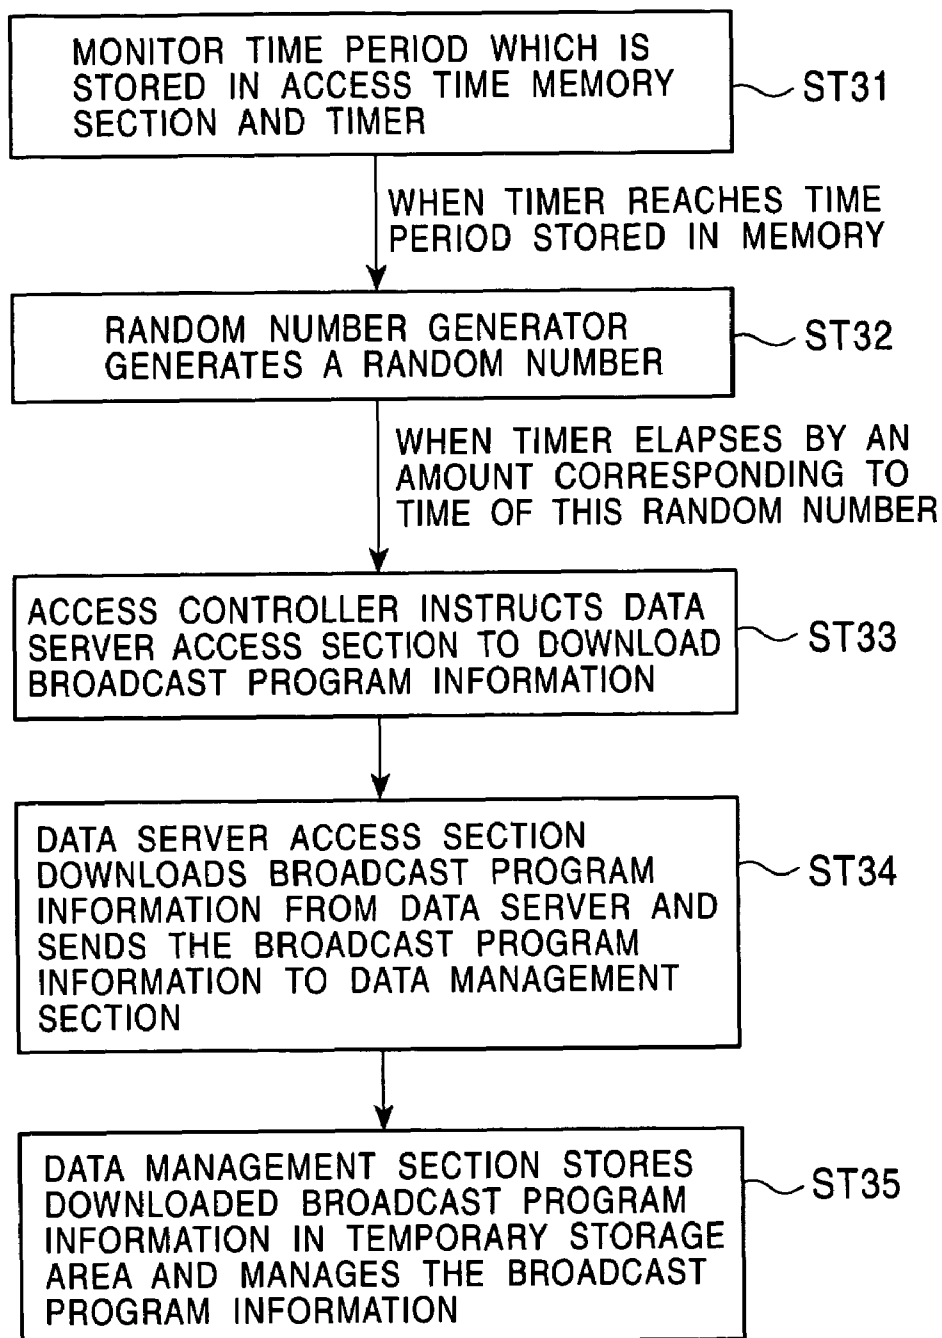 MONITOR TIME PERIOD WHICH IS
STORED IN ACCESS TIME MEMORY
SECTION AND TIMER
ST31
WHEN TIMER REACHES TIME
PERIOD STORED IN MEMORY
RANDOM NUMBER GENERATOR
GENERATES A RANDOM NUMBER
ST32
WHEN TIMER ELAPSES BY AN
AMOUNT CORRESPONDING TO
TIME OF THIS RANDOM NUMBER
ACCESS CONTROLLER INSTRUCTS DATA
SERVER ACCESS SECTION TO DOWNLOAD
BROADCAST PROGRAM INFORMATION
ST33
DATA SERVER ACCESS SECTION
DOWNLOADS BROADCAST PROGRAM
INFORMATION FROM DATA SERVER AND
SENDS THE BROADCAST PROGRAM
INFORMATION TO DATA MANAGEMENT
SECTION
ST34
DATA MANAGEMENT SECTION STORES
DOWNLOADED BROADCAST PROGRAM
INFORMATION IN TEMPORARY STORAGE
AREA AND MANAGES THE BROADCAST
PROGRAM INFORMATION
ST35